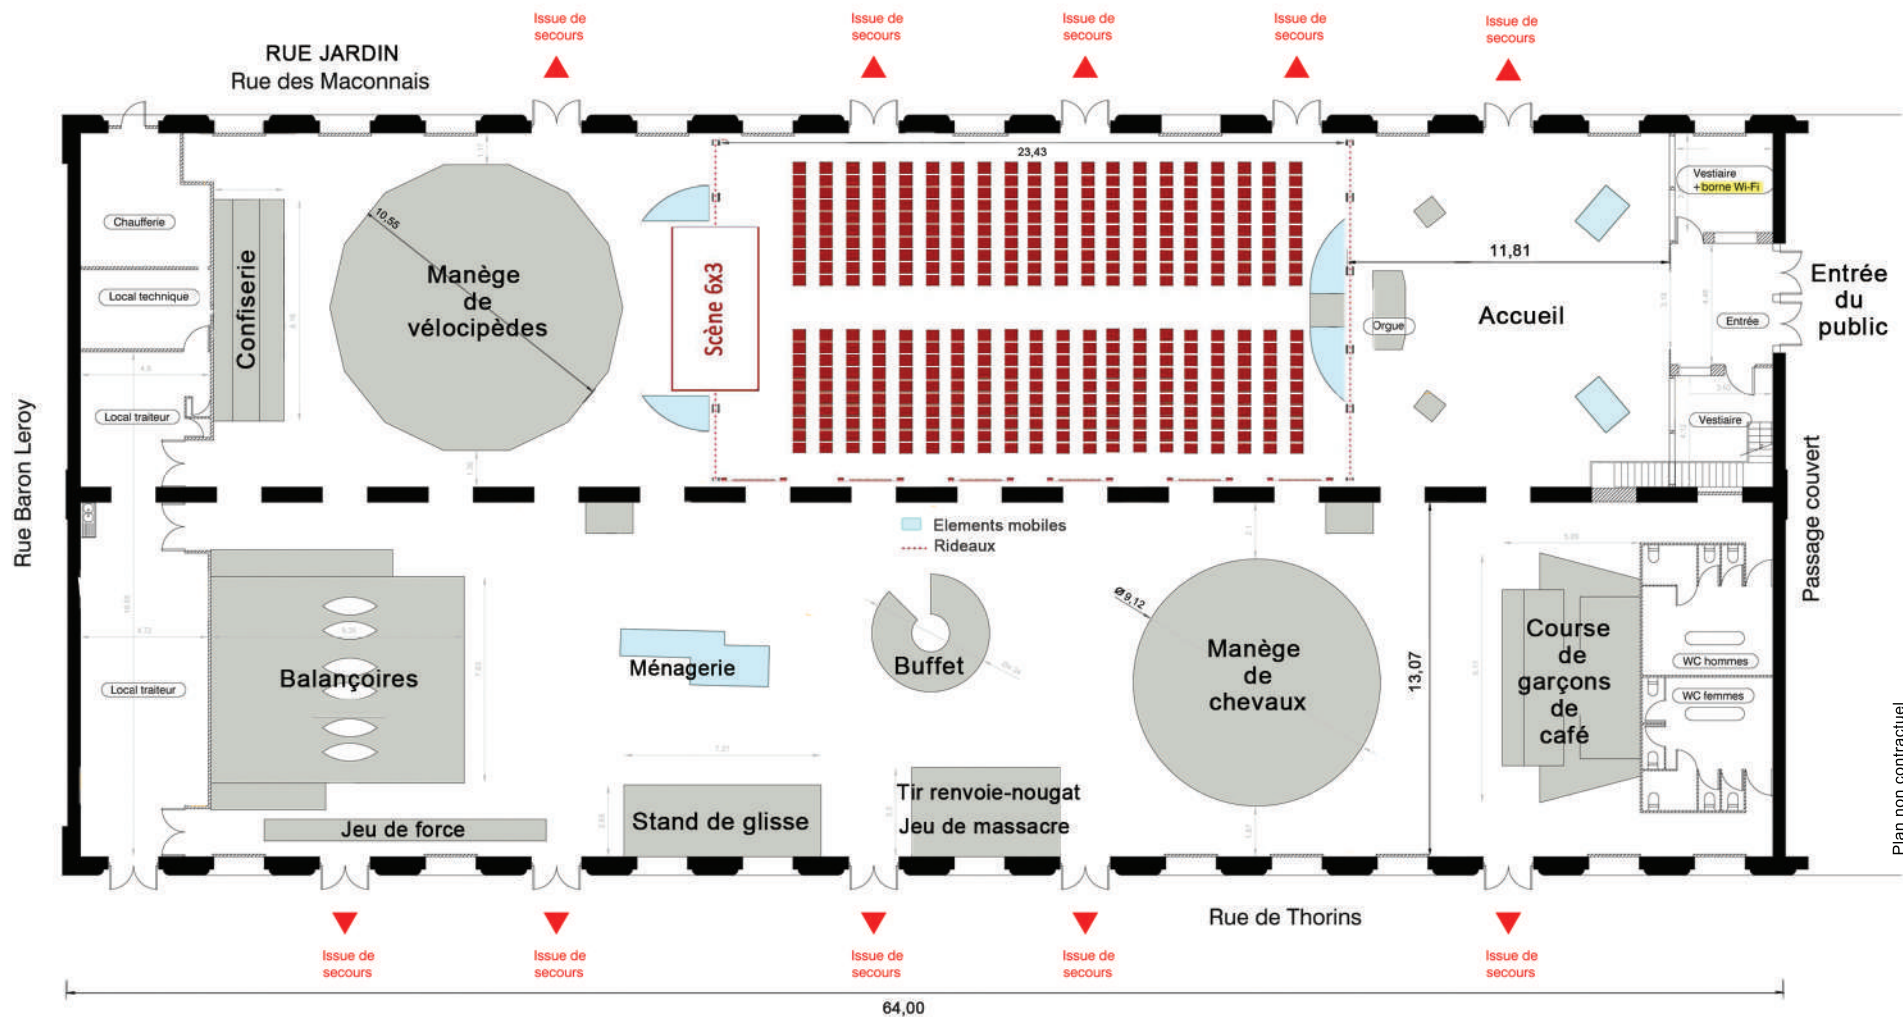 Issue de
secours
Issue de
secours
Issue de
secours
Issue de
secours
Issue de
secours
RUE JARDIN
Rue des Maconnais
23,43
Vestiaire
+borne Wi-Fi
Chaufferie
10,55
Confiserie
Manège
de
vélocipèdes
Scène 6x3
11,81
Entrée
du
public
Local technique
Orgue
Accueil
Entrée
Local traiteur
Vestiaire
Rue Baron Leroy
Passage couvert
Elements mobiles
Rideaux
Ø 9,12
13,07
Local traiteur
Balançoires
Ménagerie
Buffet
Manège
de
chevaux
Course
de
garçons
de
café
WC hommes
WC femmes
7,21
Jeu de force
Stand de glisse
Tir renvoie-nougat
Jeu de massacre
Plan non contractuel
Rue de Thorins
Issue de
secours
Issue de
secours
Issue de
secours
Issue de
secours
Issue de
secours
64,00